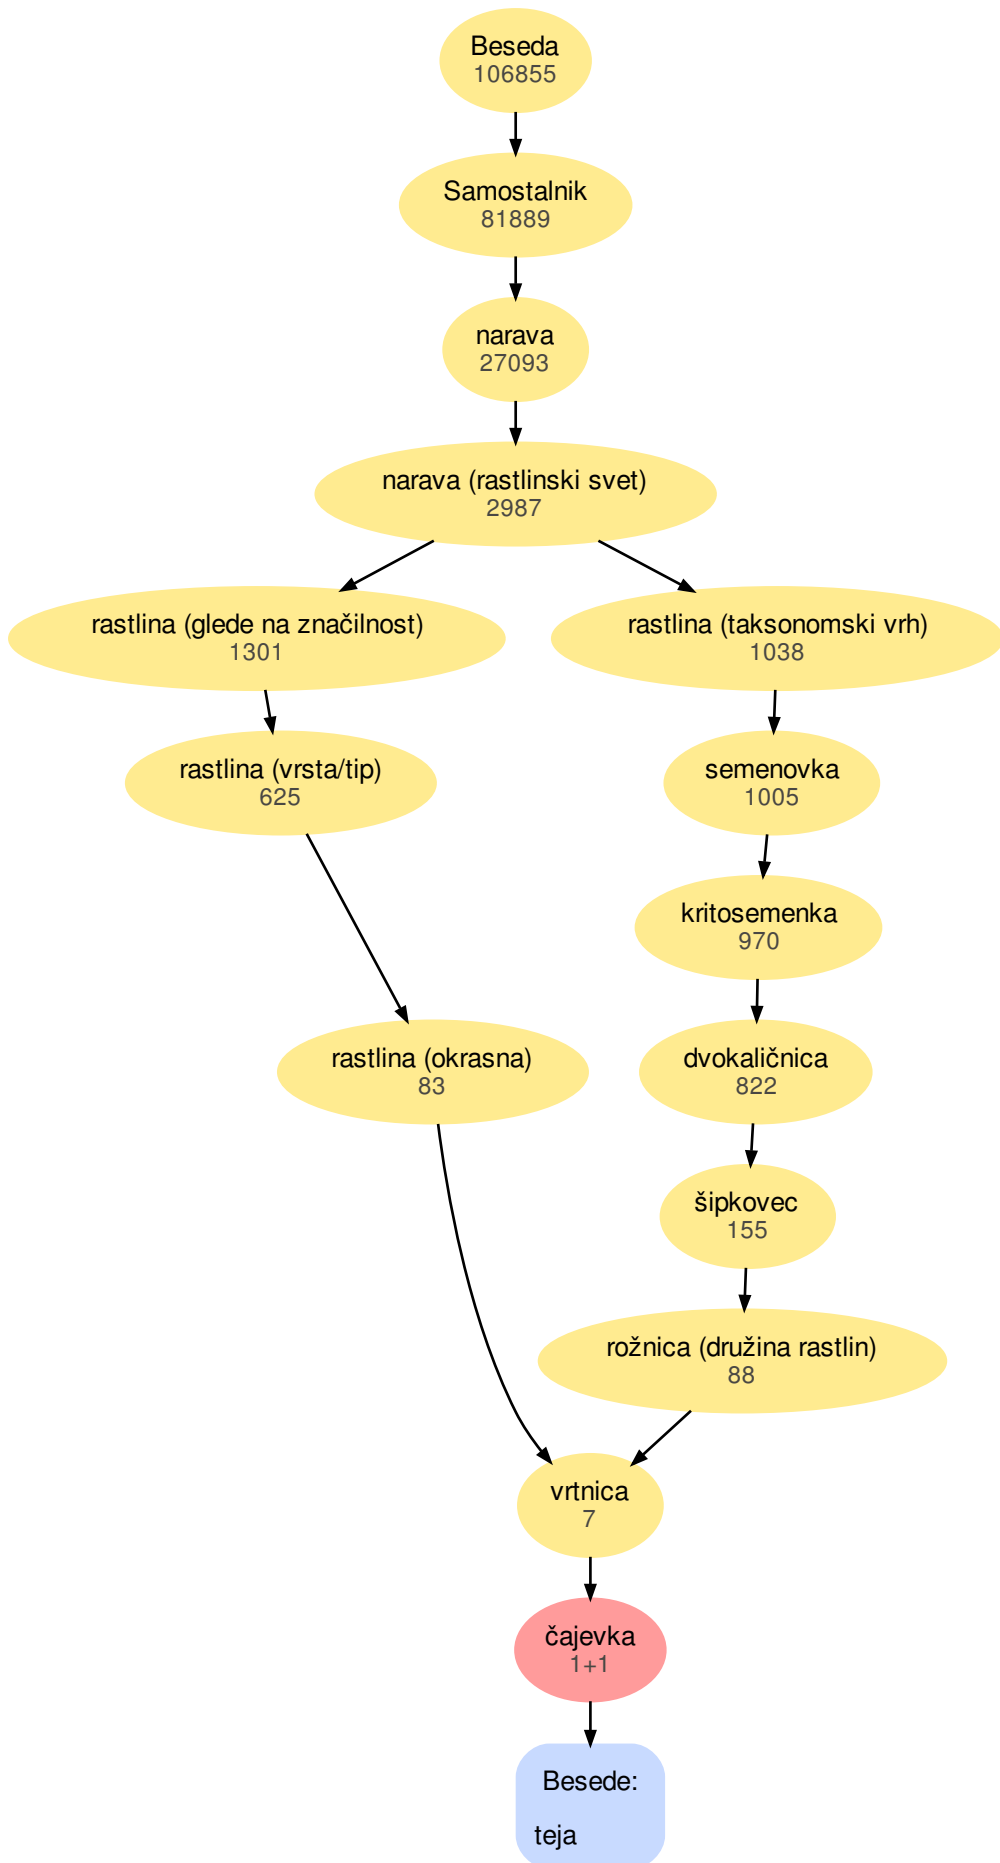 Beseda
106855
Samostalnik
81889
narava
27093
narava (rastlinski svet)
2987
rastlina (glede na značilnost)
1301
rastlina (taksonomski vrh)
1038
rastlina (vrsta/tip)
625
semenovka
1005
kritosemenka
970
rastlina (okrasna)
83
dvokaličnica
822
šipkovec
155
rožnica (družina rastlin)
88
vrtnica
7
čajevka
1+1
Besede:
teja